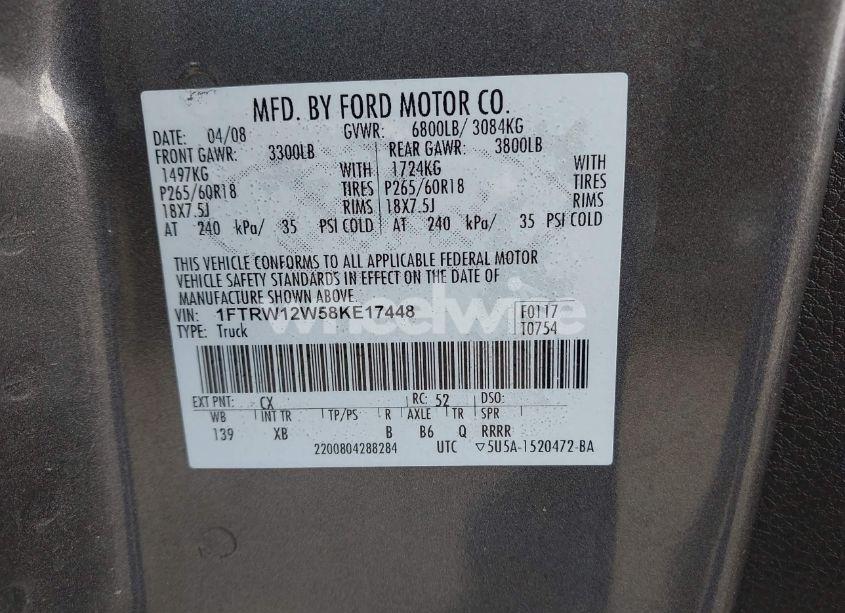 MFD. BY FORD MOTOR CO.
DATE: 04/08 GVWR: 6800LB/ 3084KG
FRONT GAWR: 3300LB REAR GAWR: 3800LB
1497KG WITH 1724KG WITH
P265/60R18 TIRES P265/60R18 TIRES
18X7.5J RIMS 18X7.5J RIMS
AT 240 kPa/ 35 PSI COLD AT 240 kPa/ 35 PSI COLD
THIS VEHICLE CONFORMS TO ALL APPLICABLE FEDERAL MOTOR
VEHICLE SAFETY STANDARDS IN EFFECT ON THE DATE OF
MANUFACTURE SHOWN ABOVE.
VIN: 1FTRW12W58KE17448 F0117
TYPE: Truck T0754
wheelwire
EXT PNT: CX RC: 52 DSO:
WB INT TR TP/PS R AXLE TR SPR
139 XB B B6 Q RRRR
2200804288284 UTC ▽5U5A-1520472-BA